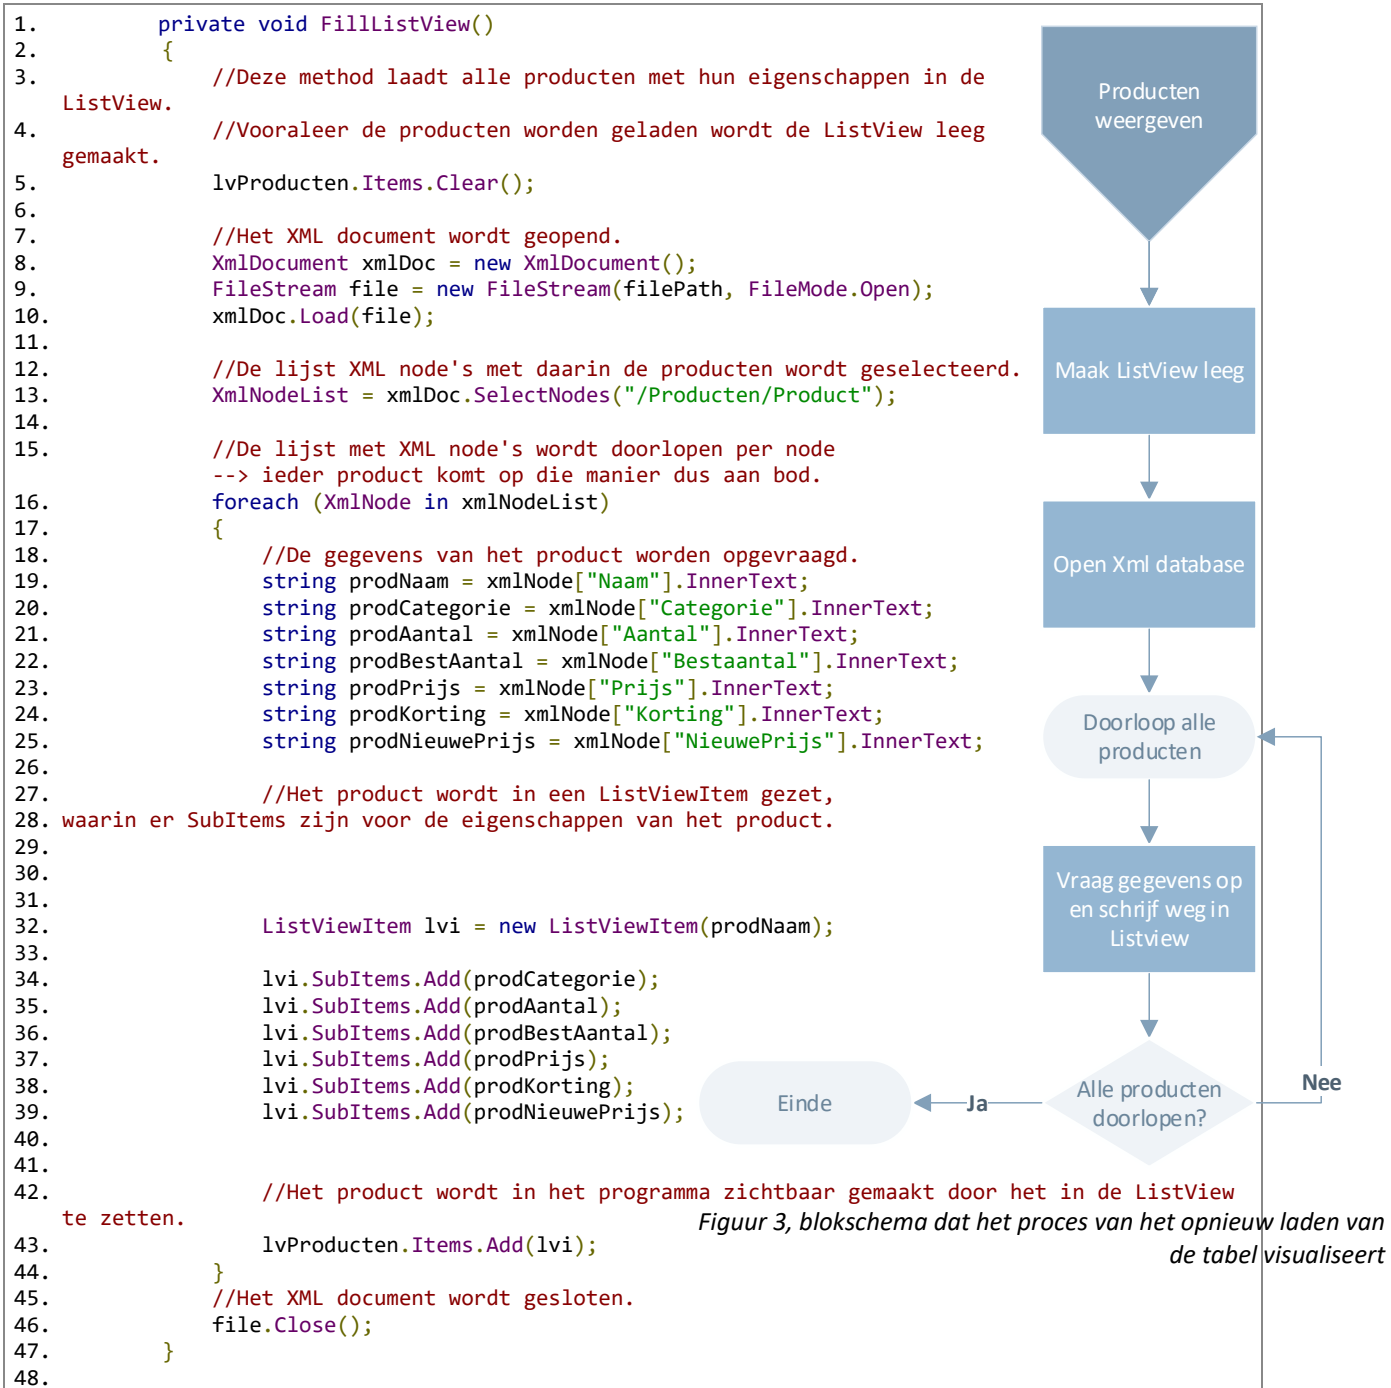 1. private void FillListView()
2. {
3. //Deze method laadt alle producten met hun eigenschappen in de
ListView.
4. //Vooraleer de producten worden geladen wordt de ListView leeg
gemaakt.
5. lvProducten.Items.Clear();
6.
7. //Het XML document wordt geopend.
8. XmlDocument xmlDoc = new XmlDocument();
9. FileStream file = new FileStream(filePath, FileMode.Open);
10. xmlDoc.Load(file);
11.
12. //De lijst XML node's met daarin de producten wordt geselecteerd.
13. XmlNodeList = xmlDoc.SelectNodes("/Producten/Product");
14.
15. //De lijst met XML node's wordt doorlopen per node
--> ieder product komt op die manier dus aan bod.
16. foreach (XmlNode in xmlNodeList)
17. {
18. //De gegevens van het product worden opgevraagd.
19. string prodNaam = xmlNode["Naam"].InnerText;
20. string prodCategorie = xmlNode["Categorie"].InnerText;
21. string prodAantal = xmlNode["Aantal"].InnerText;
22. string prodBestAantal = xmlNode["Bestaantal"].InnerText;
23. string prodPrijs = xmlNode["Prijs"].InnerText;
24. string prodKorting = xmlNode["Korting"].InnerText;
25. string prodNieuwePrijs = xmlNode["NieuwePrijs"].InnerText;
26.
27. //Het product wordt in een ListViewItem gezet,
28. waarin er SubItems zijn voor de eigenschappen van het product.
29.
30.
31.
32. ListViewItem lvi = new ListViewItem(prodNaam);
33.
34. lvi.SubItems.Add(prodCategorie);
35. lvi.SubItems.Add(prodAantal);
36. lvi.SubItems.Add(prodBestAantal);
37. lvi.SubItems.Add(prodPrijs);
38. lvi.SubItems.Add(prodKorting);
39. lvi.SubItems.Add(prodNieuwePrijs);
40.
41.
42. //Het product wordt in het programma zichtbaar gemaakt door het in de ListView
te zetten.
43. lvProducten.Items.Add(lvi);
44. }
45. //Het XML document wordt gesloten.
46. file.Close();
47. }
48.
Producten
weergeven
Maak ListView leeg
Open Xml database
Doorloop alle
producten
Vraag gegevens op
en schrijf weg in
Listview
Alle producten
doorlopen?
Nee
Ja
Einde
Figuur 3, blokschema dat het proces van het opnieuw laden van
de tabel visualiseert